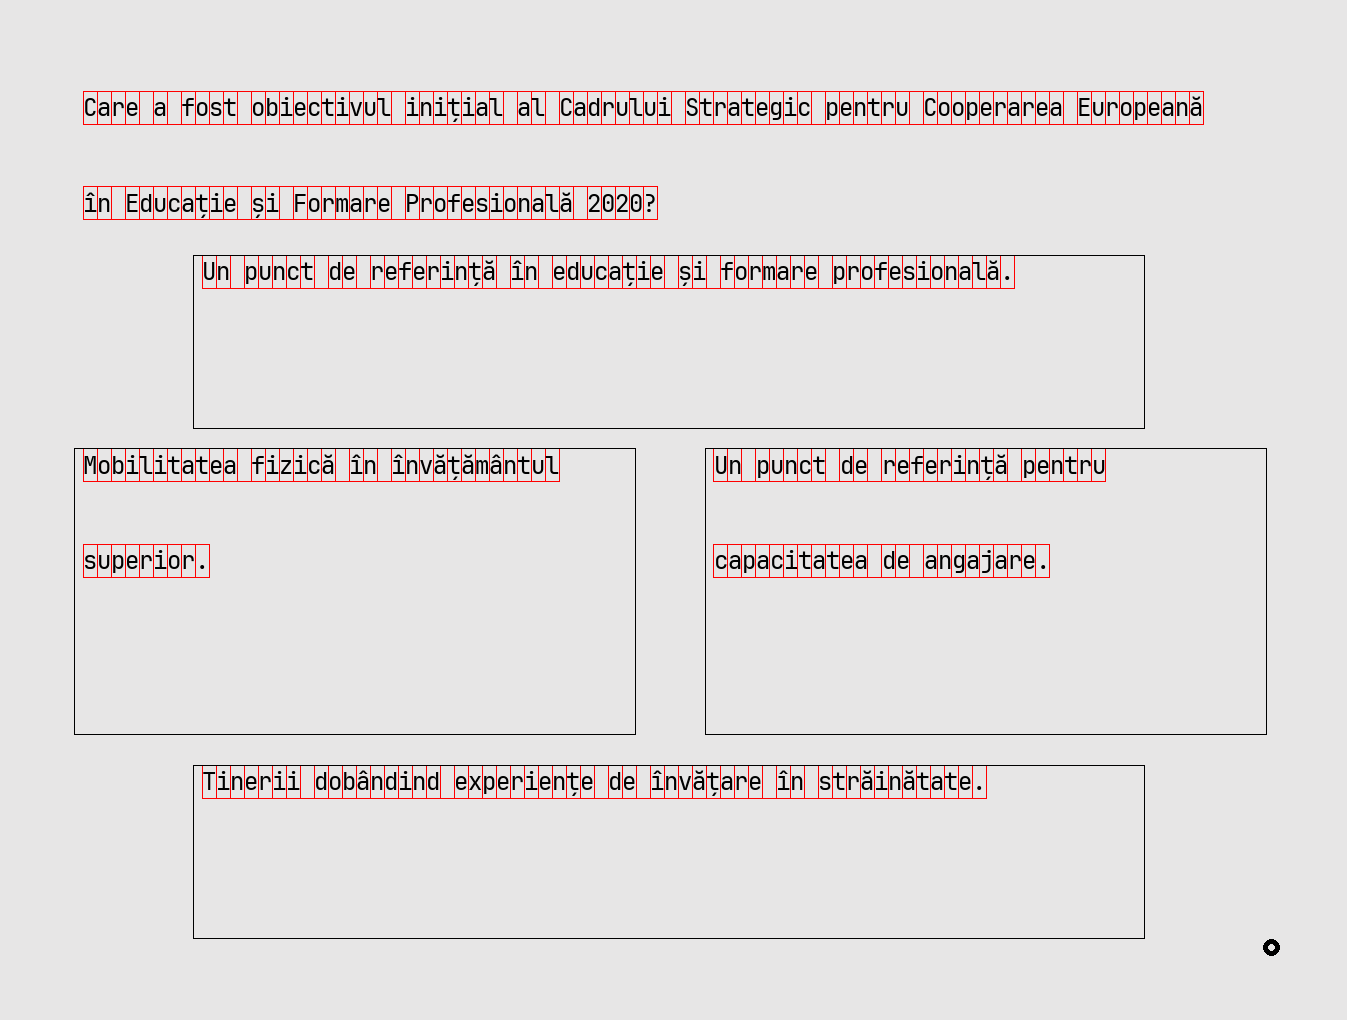 Care a fost obiectivul inițial al Cadrului Strategic pentru Cooperarea Europeană
în Educație și Formare Profesională 2020?
Un punct de referință în educație și formare profesională.
Mobilitatea fizică în învățământul
superior.
Un punct de referință pentru
capacitatea de angajare.
Tinerii dobândind experiențe de învățare în străinătate.